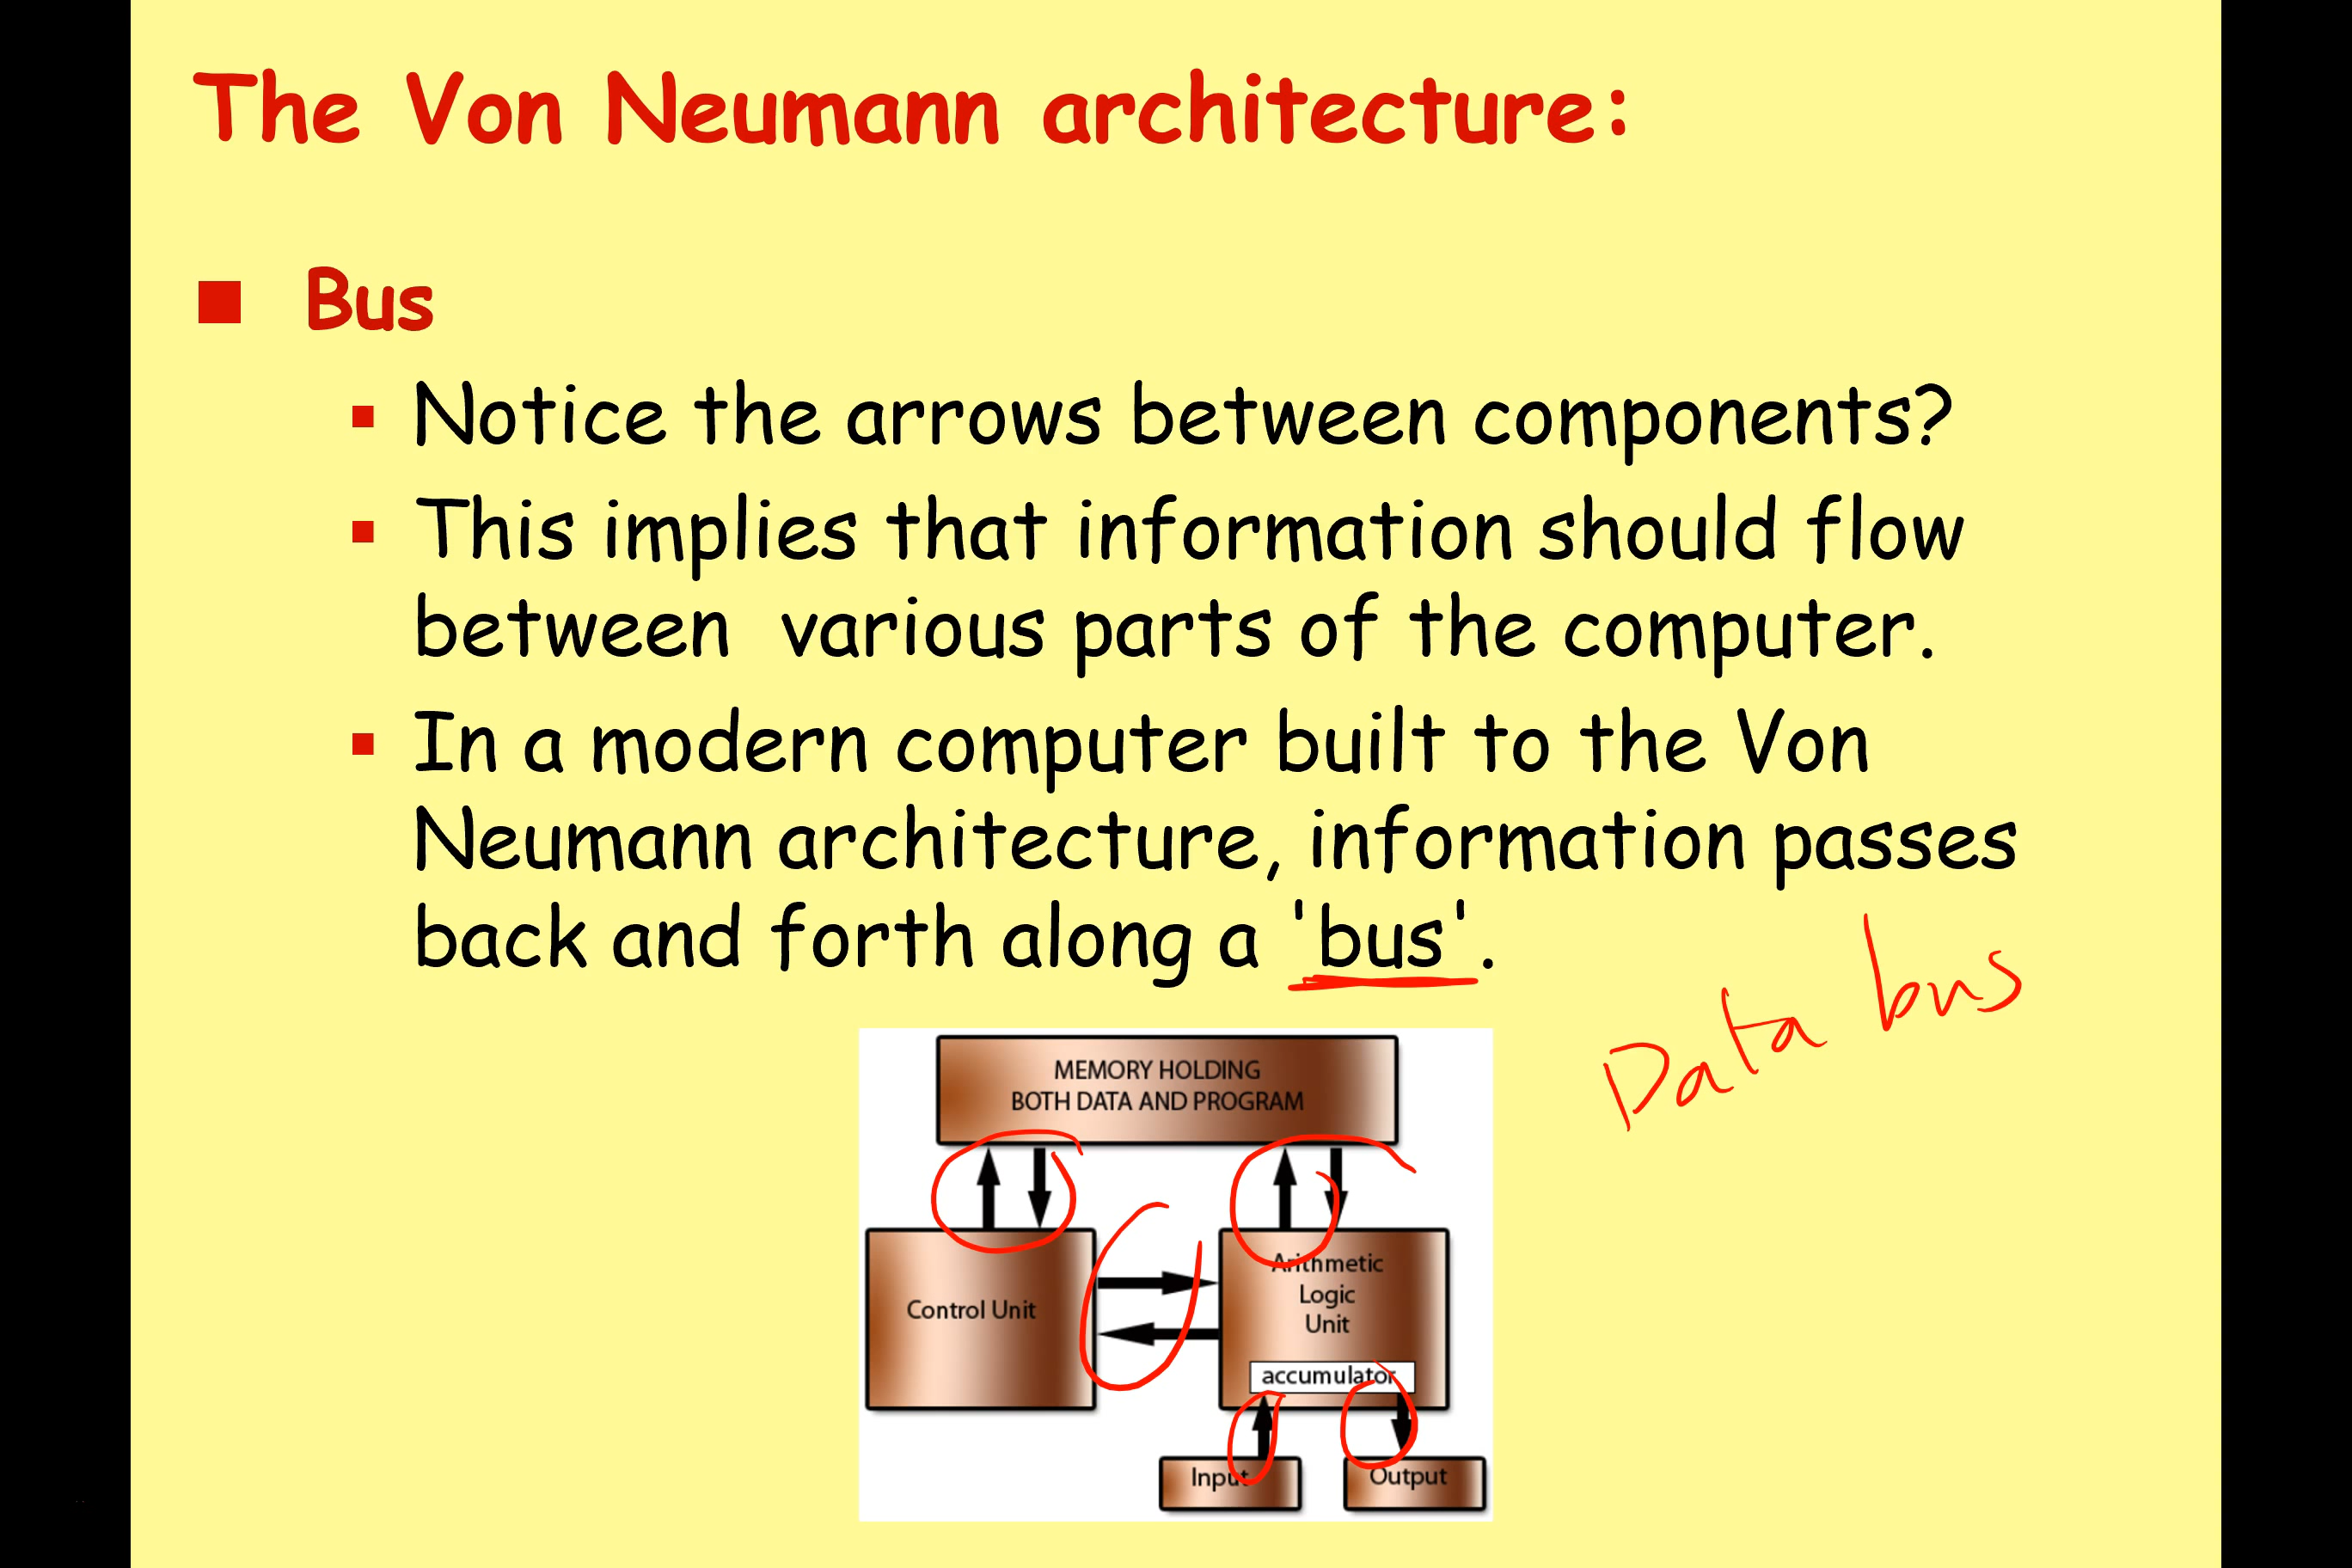 The Von Neumann architecture:
Bus
Notice the arrows between components?
This implies that information should flow
between various parts of the computer.
In a modern computer built to the Von
Neumann architecture, information passes
back and forth along a 'bus'.
Data bus
MEMORY HOLDING
BOTH DATA AND PROGRAM
Control Unit
Arithmetic
Logic
Unit
accumulator
Input
Output